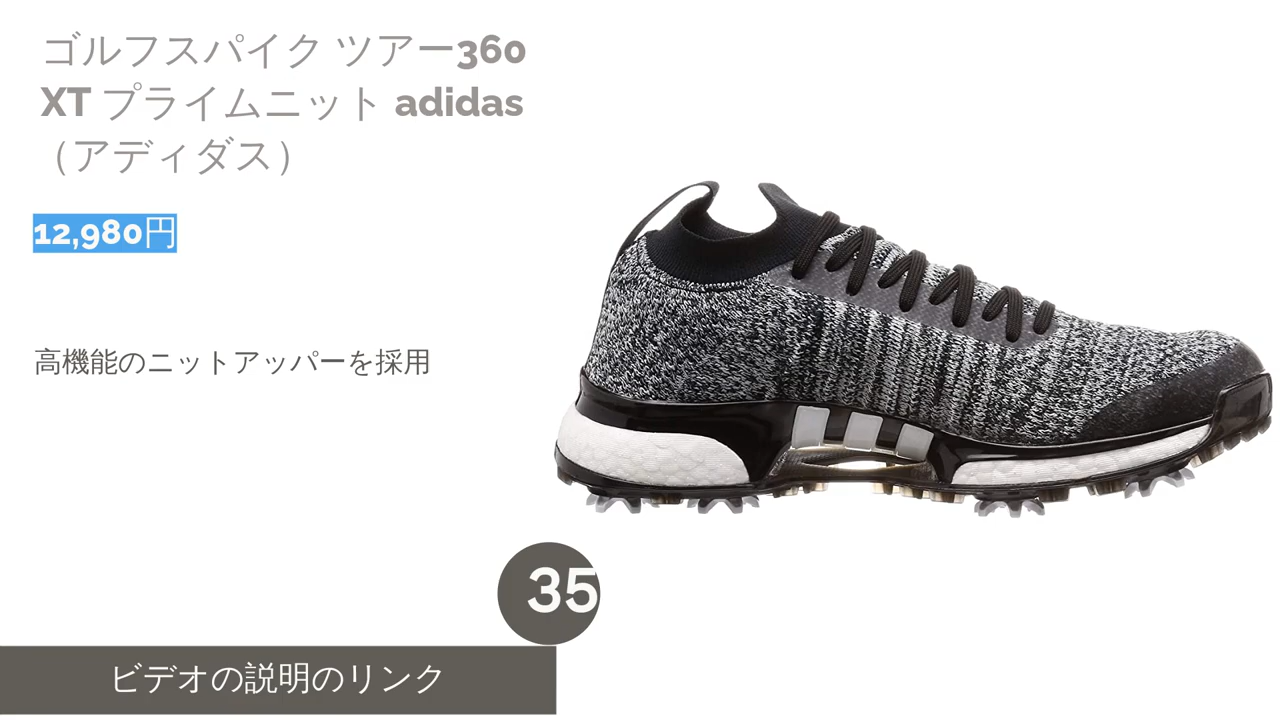 ゴルフスパイク ツアー360
XT プライムニット adidas
（アディダス）
12,980円
高機能のニットアッパーを採用
35
ビデオの説明のリンク